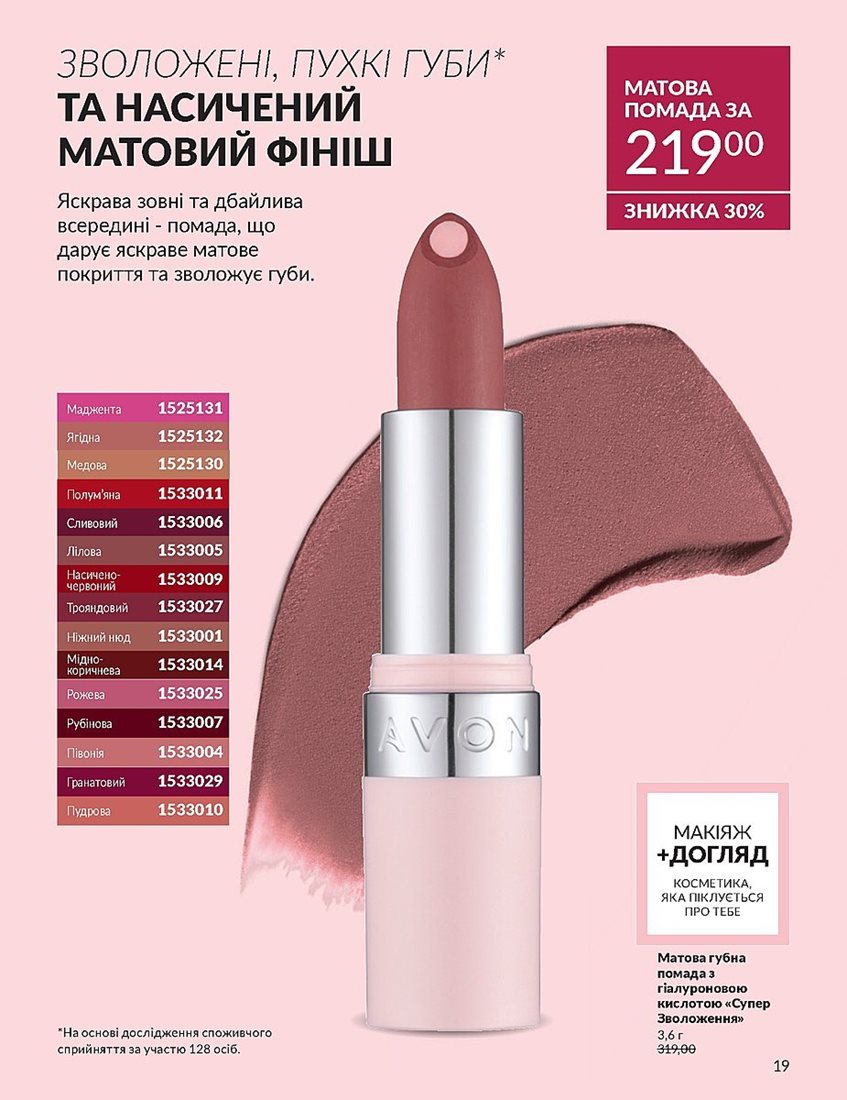 ЗВОЛОЖЕНІ, ПУХКІ ГУБИ*
ТА НАСИЧЕНИЙ
МАТОВИЙ ФІНІШ
Яскрава зовні та дбайлива
всередині - помада, що
дарує яскраве матове
покриття та зволожує губи.
МАТОВА
ПОМАДА ЗА
219⁰⁰
ЗНИЖКА 30%
Маджента 1525131
Ягідна 1525132
Медова 1525130
Полум'яна 1533011
Сливовий 1533006
Лілова 1533005
Насичено-
червоний 1533009
Трояндовий 1533027
Ніжний нюд 1533001
Мідно-
коричнева 1533014
Рожева 1533025
Рубінова 1533007
Півонія 1533004
Гранатовий 1533029
Пудрова 1533010
AVON
МАКІЯЖ
+ДОГЛЯД
КОСМЕТИКА,
ЯКА ПІКЛУЄТЬСЯ
ПРО ТЕБЕ
Матова губна
помада з
гіалуроновою
кислотою «Супер
Зволоження»
3,6 г
319,00
*На основі дослідження споживчого
сприйняття за участю 128 осіб.
19